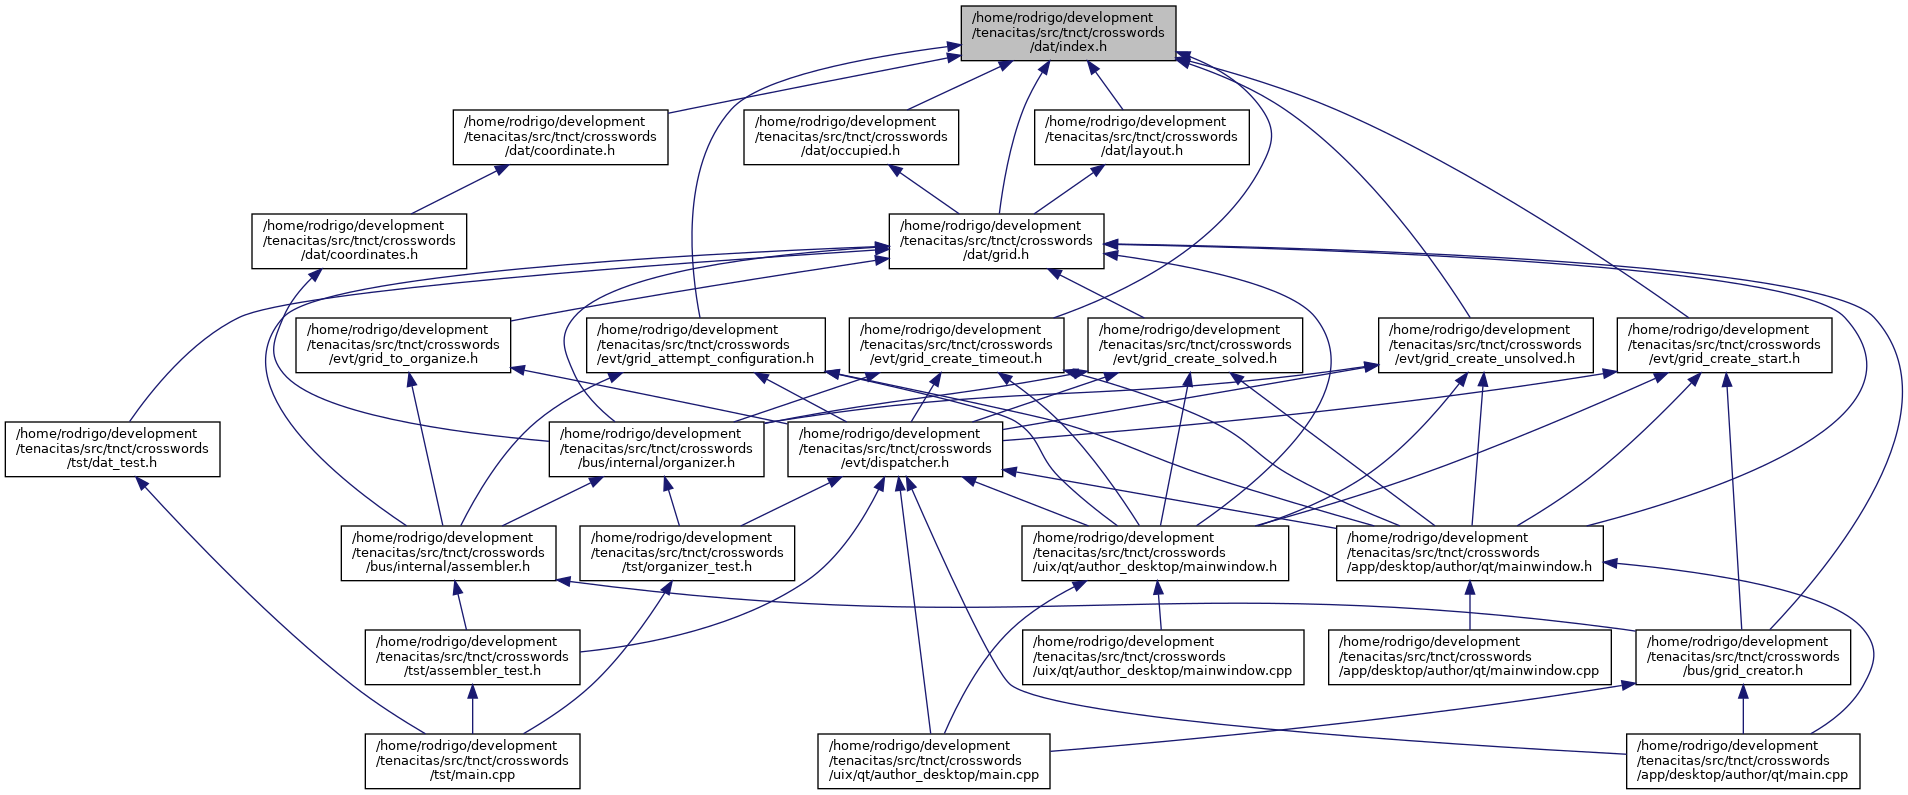 /home/rodrigo/development
/tenacitas/src/tnct/crosswords
/dat/index.h
/home/rodrigo/development
/tenacitas/src/tnct/crosswords
/dat/coordinate.h
/home/rodrigo/development
/tenacitas/src/tnct/crosswords
/dat/occupied.h
/home/rodrigo/development
/tenacitas/src/tnct/crosswords
/dat/layout.h
/home/rodrigo/development
/tenacitas/src/tnct/crosswords
/dat/coordinates.h
/home/rodrigo/development
/tenacitas/src/tnct/crosswords
/dat/grid.h
/home/rodrigo/development
/tenacitas/src/tnct/crosswords
/evt/grid_to_organize.h
/home/rodrigo/development
/tenacitas/src/tnct/crosswords
/evt/grid_attempt_configuration.h
/home/rodrigo/development
/tenacitas/src/tnct/crosswords
/evt/grid_create_timeout.h
/home/rodrigo/development
/tenacitas/src/tnct/crosswords
/evt/grid_create_solved.h
/home/rodrigo/development
/tenacitas/src/tnct/crosswords
/evt/grid_create_unsolved.h
/home/rodrigo/development
/tenacitas/src/tnct/crosswords
/evt/grid_create_start.h
/home/rodrigo/development
/tenacitas/src/tnct/crosswords
/tst/dat_test.h
/home/rodrigo/development
/tenacitas/src/tnct/crosswords
/bus/internal/organizer.h
/home/rodrigo/development
/tenacitas/src/tnct/crosswords
/evt/dispatcher.h
/home/rodrigo/development
/tenacitas/src/tnct/crosswords
/bus/internal/assembler.h
/home/rodrigo/development
/tenacitas/src/tnct/crosswords
/tst/organizer_test.h
/home/rodrigo/development
/tenacitas/src/tnct/crosswords
/uix/qt/author_desktop/mainwindow.h
/home/rodrigo/development
/tenacitas/src/tnct/crosswords
/app/desktop/author/qt/mainwindow.h
/home/rodrigo/development
/tenacitas/src/tnct/crosswords
/tst/assembler_test.h
/home/rodrigo/development
/tenacitas/src/tnct/crosswords
/uix/qt/author_desktop/mainwindow.cpp
/home/rodrigo/development
/tenacitas/src/tnct/crosswords
/app/desktop/author/qt/mainwindow.cpp
/home/rodrigo/development
/tenacitas/src/tnct/crosswords
/bus/grid_creator.h
/home/rodrigo/development
/tenacitas/src/tnct/crosswords
/tst/main.cpp
/home/rodrigo/development
/tenacitas/src/tnct/crosswords
/uix/qt/author_desktop/main.cpp
/home/rodrigo/development
/tenacitas/src/tnct/crosswords
/app/desktop/author/qt/main.cpp